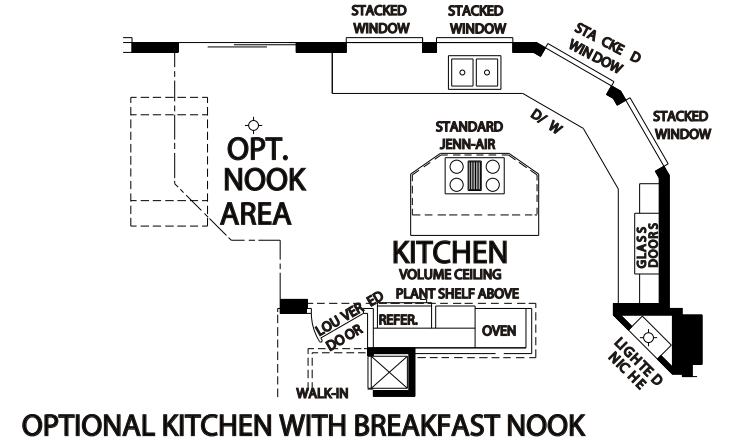 STACKED
WINDOW
STACKED
WINDOW
STACKED
WINDOW
STACKED
WINDOW
D/W
STANDARD
JENN-AIR
OPT.
NOOK
AREA
GLASS
DOORS
KITCHEN
VOLUME CEILING
PLANT SHELF ABOVE
LOUVERED
DOOR
REFER.
OVEN
LIGHTED
NICHE
WALK-IN
OPTIONAL KITCHEN WITH BREAKFAST NOOK